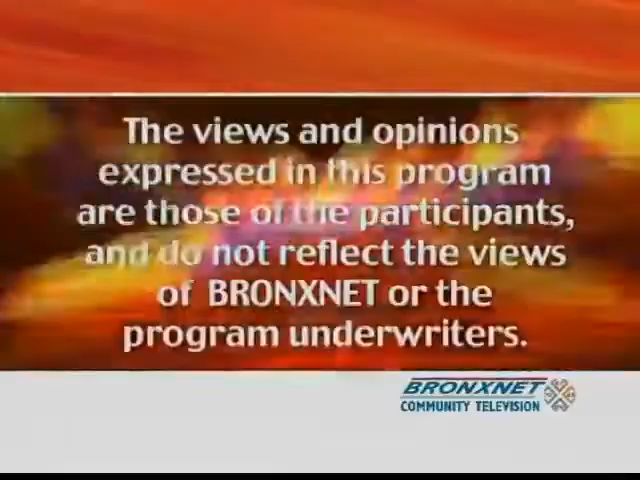 The views and opinions
expressed in this program
are those of the participants,
and do not reflect the views
of BRONXNET or the
program underwriters.
BRONXNET
COMMUNITY TELEVISION